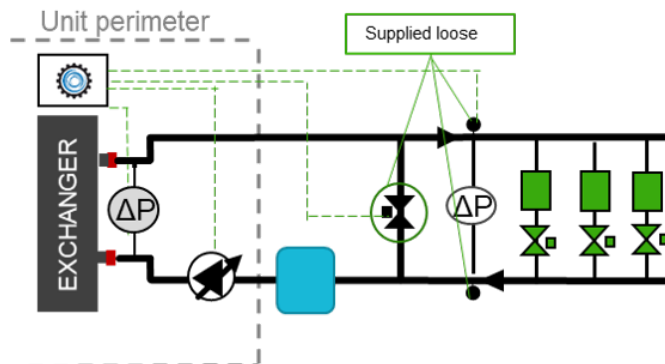 Unit perimeter
Supplied loose
EXCHANGER
ΔP
ΔP